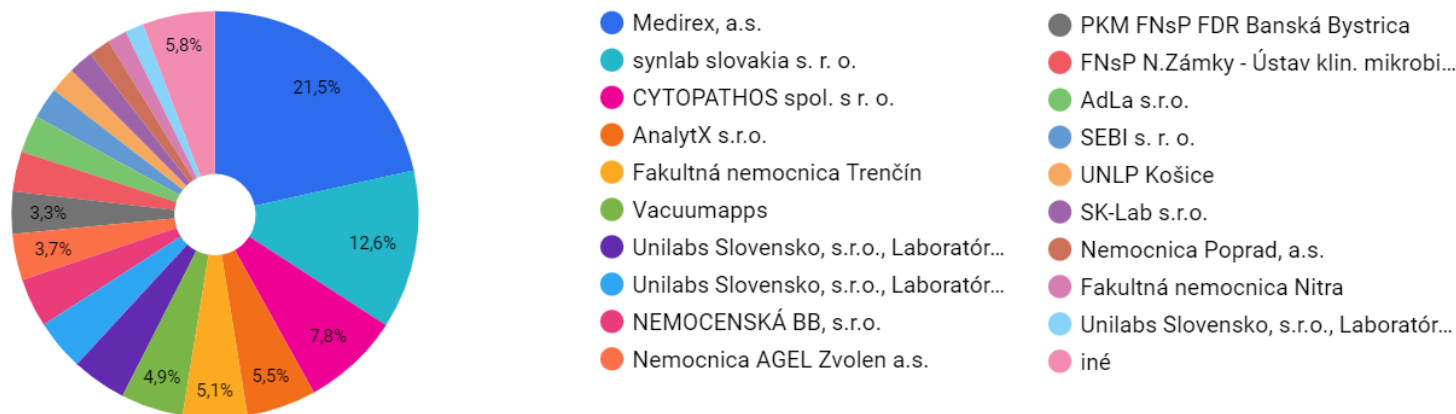 5,8%
21,5%
12,6%
7,8%
5,5%
5,1%
4,9%
3,7%
3,3%
Medirex, a.s.
synlab slovakia s. r. o.
CYTOPATHOS spol. s r. o.
AnalytX s.r.o.
Fakultná nemocnica Trenčín
Vacuumapps
Unilabs Slovensko, s.r.o., Laboratór...
Unilabs Slovensko, s.r.o., Laboratór...
NEMOCENSKÁ BB, s.r.o.
Nemocnica AGEL Zvolen a.s.
PKM FNsP FDR Banská Bystrica
FNsP N.Zámky - Ústav klin. mikrobi...
AdLa s.r.o.
SEBI s. r. o.
UNLP Košice
SK-Lab s.r.o.
Nemocnica Poprad, a.s.
Fakultná nemocnica Nitra
Unilabs Slovensko, s.r.o., Laboratór...
iné